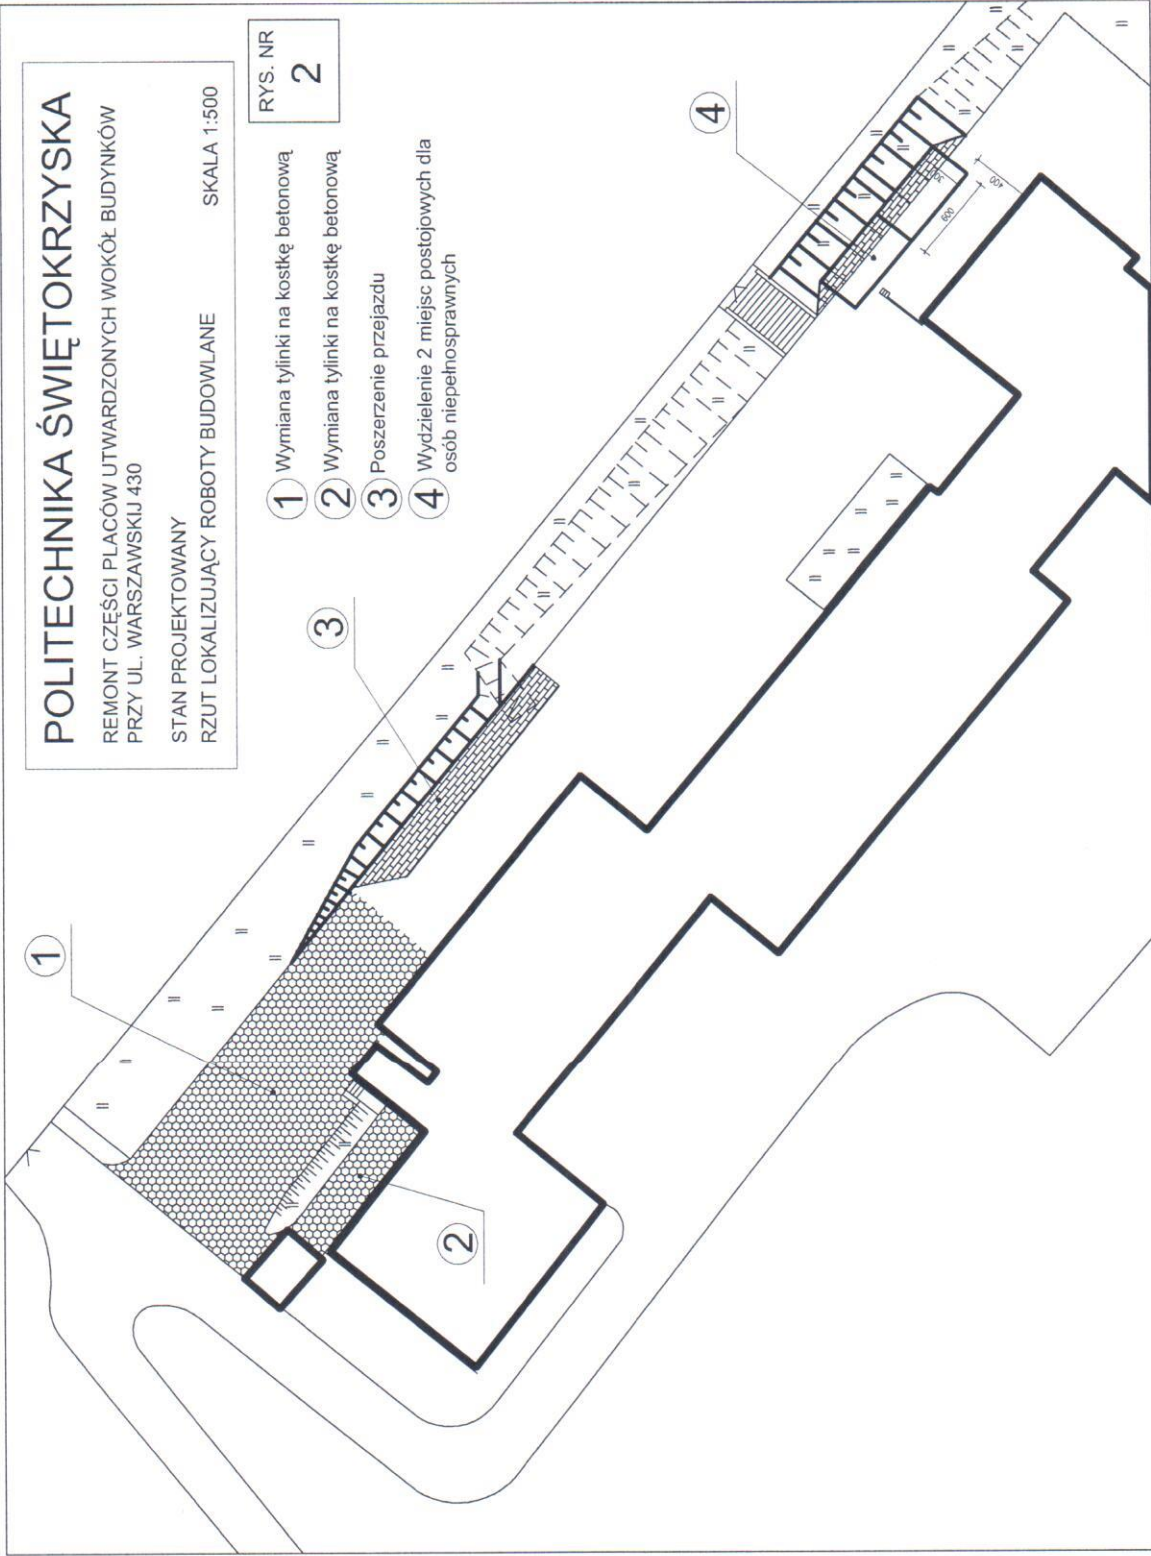 POLITECHNIKA ŚWIĘTOKRZYSKA
REMONT CZĘŚCI PLACÓW UTWARDZONYCH WOKÓŁ BUDYNKÓW
PRZY UL. WARSZAWSKIJ 430
STAN PROJEKTOWANY
RZUT LOKALIZUJĄCY ROBOTY BUDOWLANE SKALA 1:500
RYS. NR
2
1 Wymiana tylinki na kostkę betonową
2 Wymiana tylinki na kostkę betonową
3 Poszerzenie przejazdu
4 Wydzielenie 2 miejsc postojowych dla
osób niepełnosprawnych
1
2
3
4
300
600
400